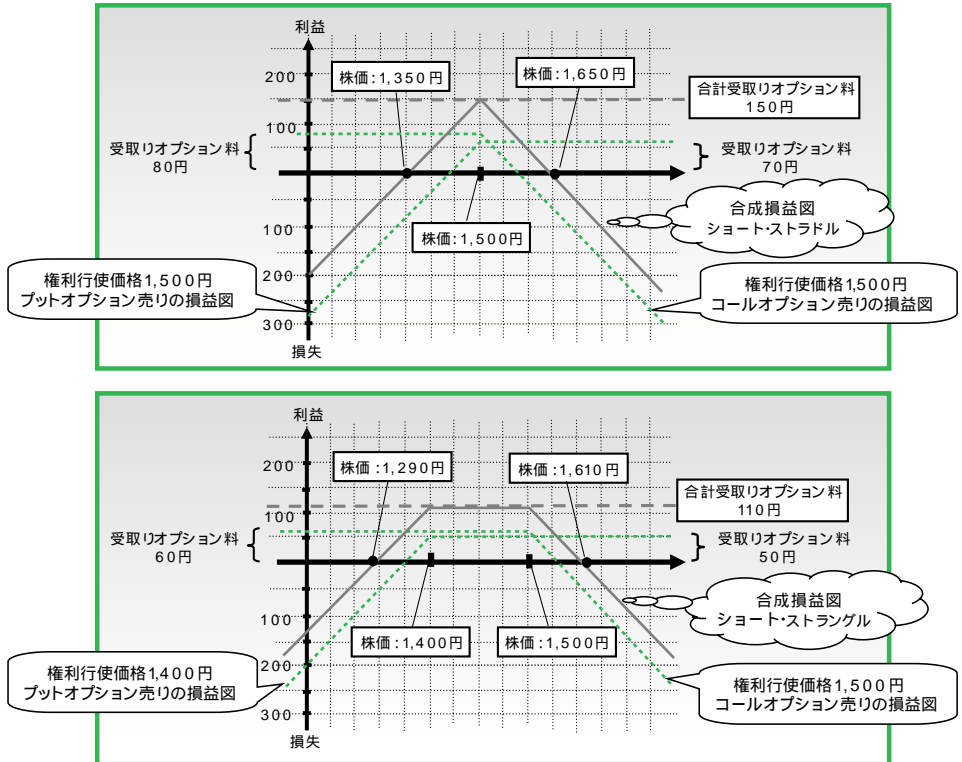 利益
株価：1,350円
株価：1,650円
200
合計受取りオプション料
150円
100
受取りオプション料
80円
受取りオプション料
70円
合成損益図
ショート・ストラドル
100
株価：1,500円
200
権利行使価格1,500円
プットオプション売りの損益図
権利行使価格1,500円
コールオプション売りの損益図
300
損失
利益
株価：1,290円
株価：1,610円
200
合計受取りオプション料
110円
100
受取りオプション料
60円
受取りオプション料
50円
合成損益図
ショート・ストラングル
100
株価：1,400円
株価：1,500円
200
権利行使価格1,400円
プットオプション売りの損益図
権利行使価格1,500円
コールオプション売りの損益図
300
損失